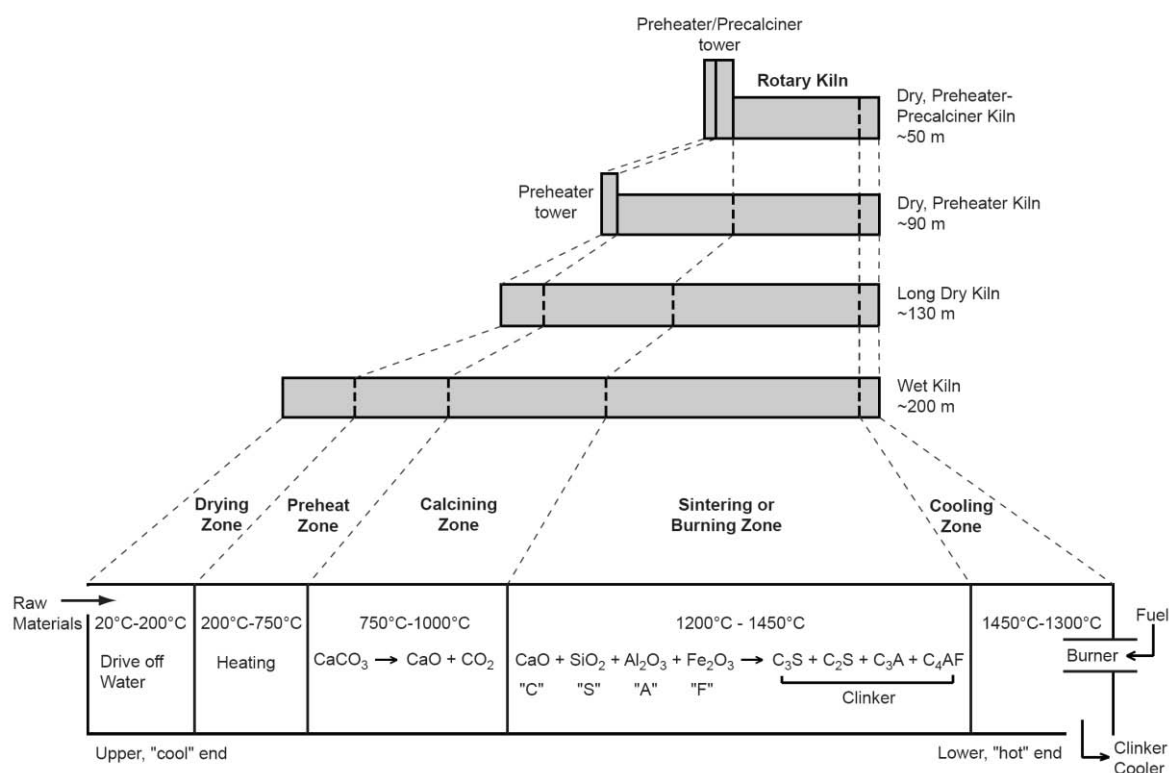 Preheater/Precalciner
tower
Rotary Kiln
Dry, Preheater-
Precalciner Kiln
~50 m
Preheater
tower
Dry, Preheater Kiln
~90 m
Long Dry Kiln
~130 m
Wet Kiln
~200 m
Drying
Zone
Preheat
Zone
Calcining
Zone
Sintering or
Burning Zone
Cooling
Zone
Raw
Materials
20°C-200°C
200°C-750°C
750°C-1000°C
1200°C - 1450°C
1450°C-1300°C
Fuel
Drive off
Water
Heating
CaCO₃ → CaO + CO₂
CaO + SiO₂ + Al₂O₃ + Fe₂O₃ → C₃S + C₂S + C₃A + C₄AF
"C" "S" "A" "F"
Clinker
Burner
Upper, "cool" end
Lower, "hot" end
Clinker
Cooler